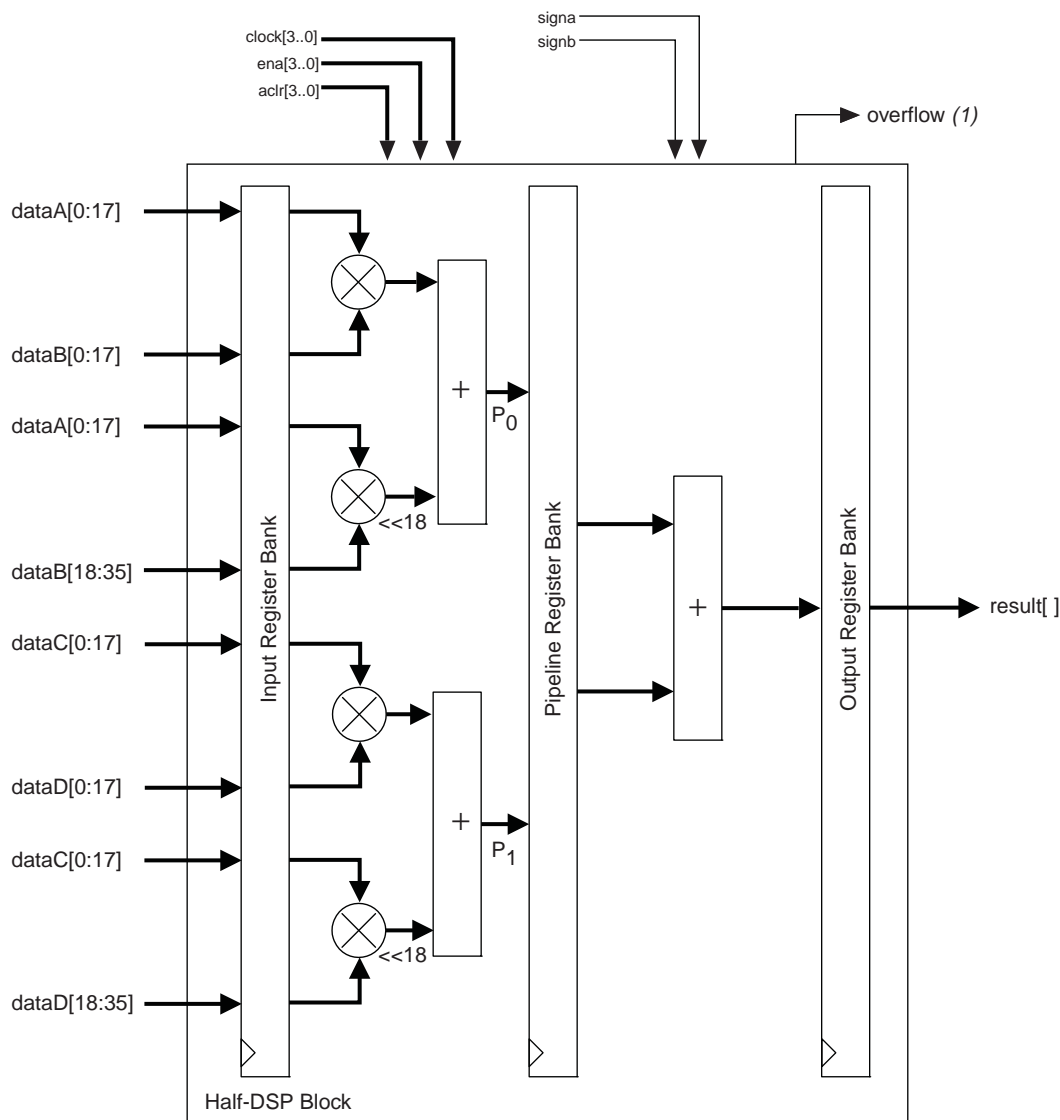 clock[3..0]
ena[3..0]
aclr[3..0]
signa
signb
overflow (1)
dataA[0:17]
dataB[0:17]
dataA[0:17]
dataB[18:35]
dataC[0:17]
dataD[0:17]
dataC[0:17]
dataD[18:35]
Input Register Bank
<<18
<<18
+
P0
+
P1
Pipeline Register Bank
+
Output Register Bank
result[ ]
Half-DSP Block